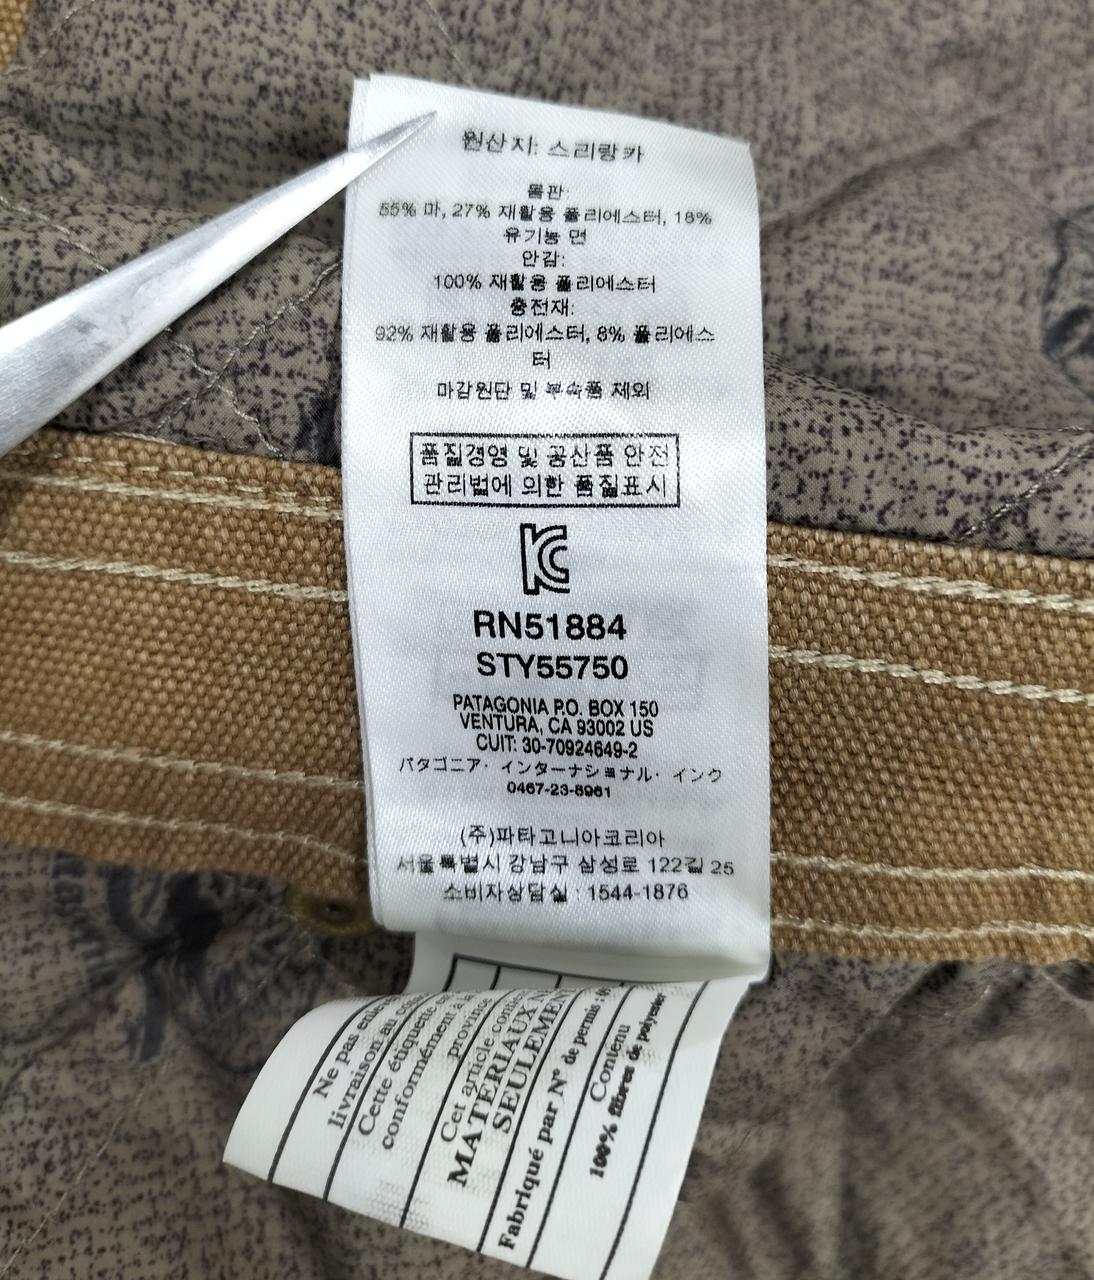 원산지: 스리랑카
몸판:
55% 마, 27% 재활용 폴리에스터, 18%
유기농 면
안감:
100% 재활용 폴리에스터
충전재:
92% 재활용 폴리에스터, 8% 폴리에스
터
마감원단 및 부속품 제외
품질경영 및 공산품 안전
관리법에 의한 품질표시
KC
RN51884
STY55750
PATAGONIA P.O. BOX 150
VENTURA, CA 93002 US
CUIT: 30-70924649-2
パタゴニア・インターナショナル・インク
0467-23-8961
(주)파타고니아코리아
서울특별시 강남구 삼성로 122길 25
소비자상담실 : 1544-1876
Ne pas
livraison au
Cette étiquette
conformément à la
province
Cet article
MATÉRIAUX
SEULEMENT
Fabriqué par N° de permis :
Contenu
100% fibres de polyester